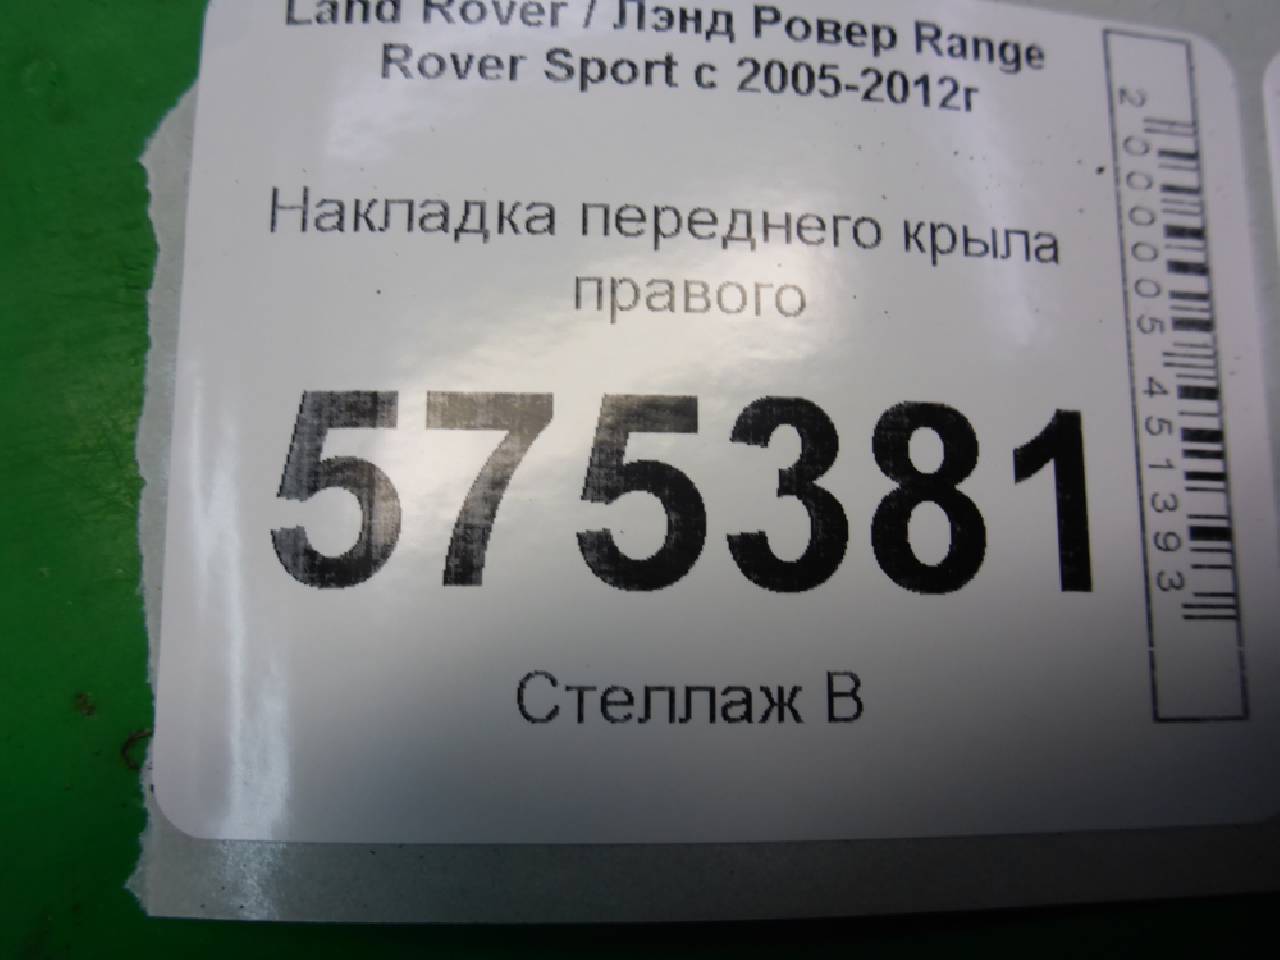 Land Rover / Лэнд Ровер Range
Rover Sport с 2005-2012г
Накладка переднего крыла
правого
575381
Стеллаж В
2000005451393